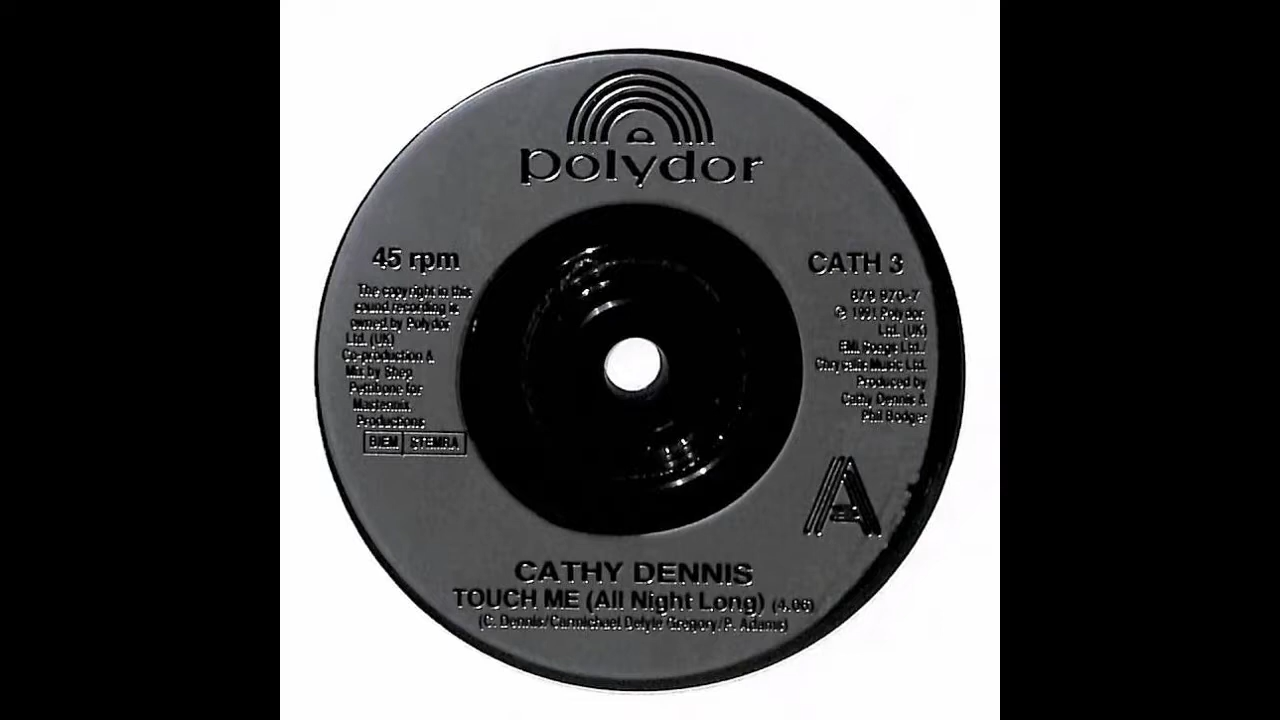 polydor
45 rpm
The copyright in this
sound recording is
owned by Polydor
Ltd. (UK)
Co-production &
Mix by Shep
Pettibone for
Mastermix
Productions
BIEM STEMRA
CATH 3
879 970-7
℗ 1991 Polydor
Ltd. (UK)
EMI Songs Ltd./
Chrysalis Music Ltd.
Produced by
Cathy Dennis &
Phil Bodger
A
CATHY DENNIS
TOUCH ME (All Night Long) (4.06)
(C. Dennis/Carmichael Delyte Gregory/P. Adams)